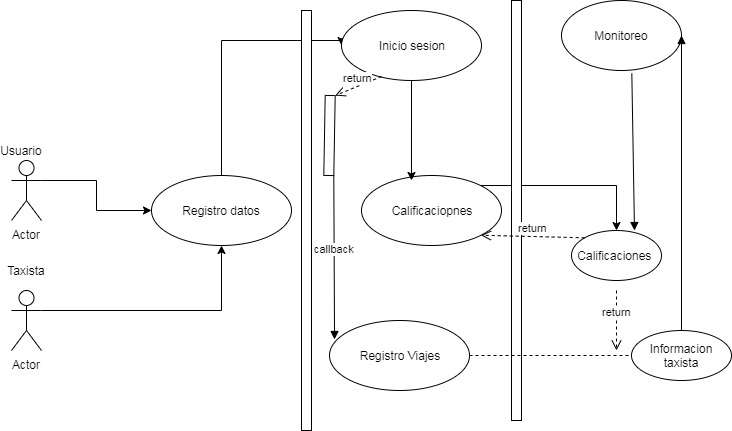 Inicio sesion
Monitoreo
return
Usuario
Actor
Registro datos
Calificaciopnes
return
Calificaciones
callback
Taxista
Actor
return
Registro Viajes
Informacion
taxista